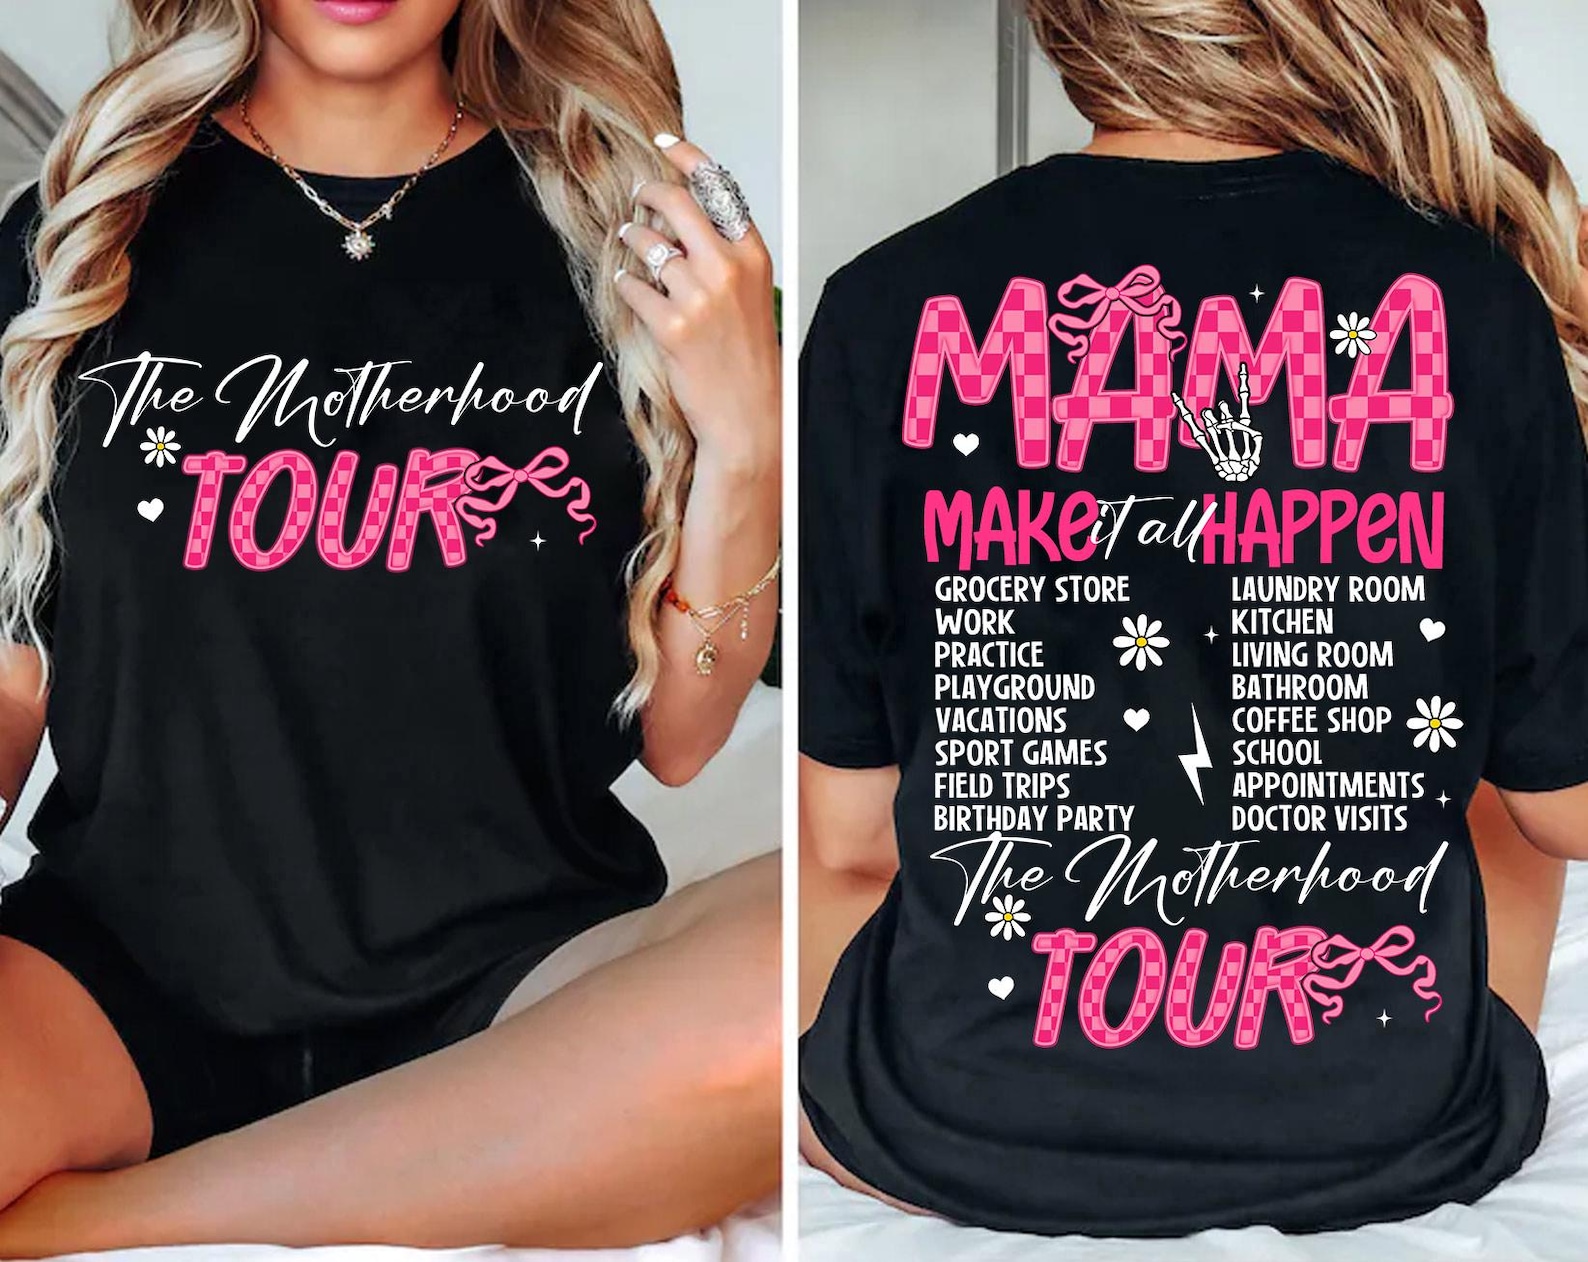 The Motherhood
TOUR
MAMA
MAKE it all HAPPEN
GROCERY STORE
WORK
PRACTICE
PLAYGROUND
VACATIONS
SPORT GAMES
FIELD TRIPS
BIRTHDAY PARTY
LAUNDRY ROOM
KITCHEN
LIVING ROOM
BATHROOM
COFFEE SHOP
SCHOOL
APPOINTMENTS
DOCTOR VISITS
The Motherhood
TOUR